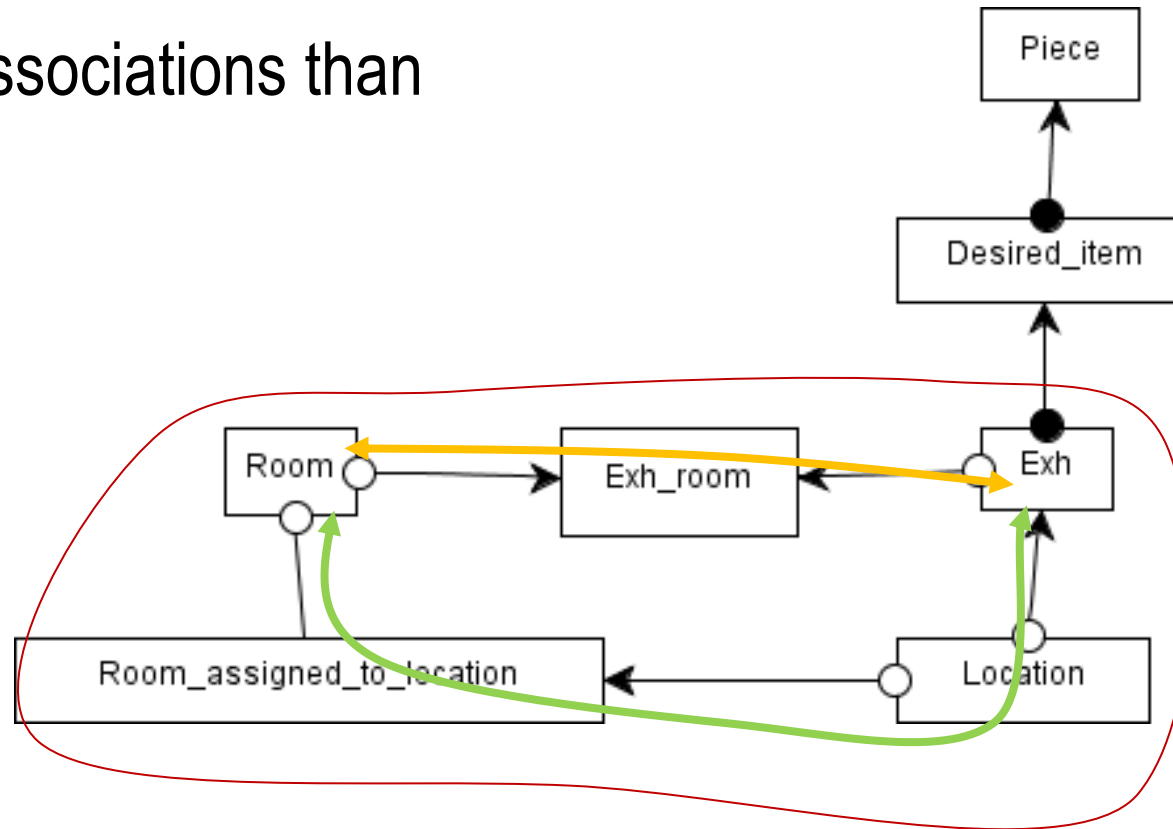 ssociations than
Piece
Desired_item
Room
Exh_room
Exh
Room_assigned_to_location
Location